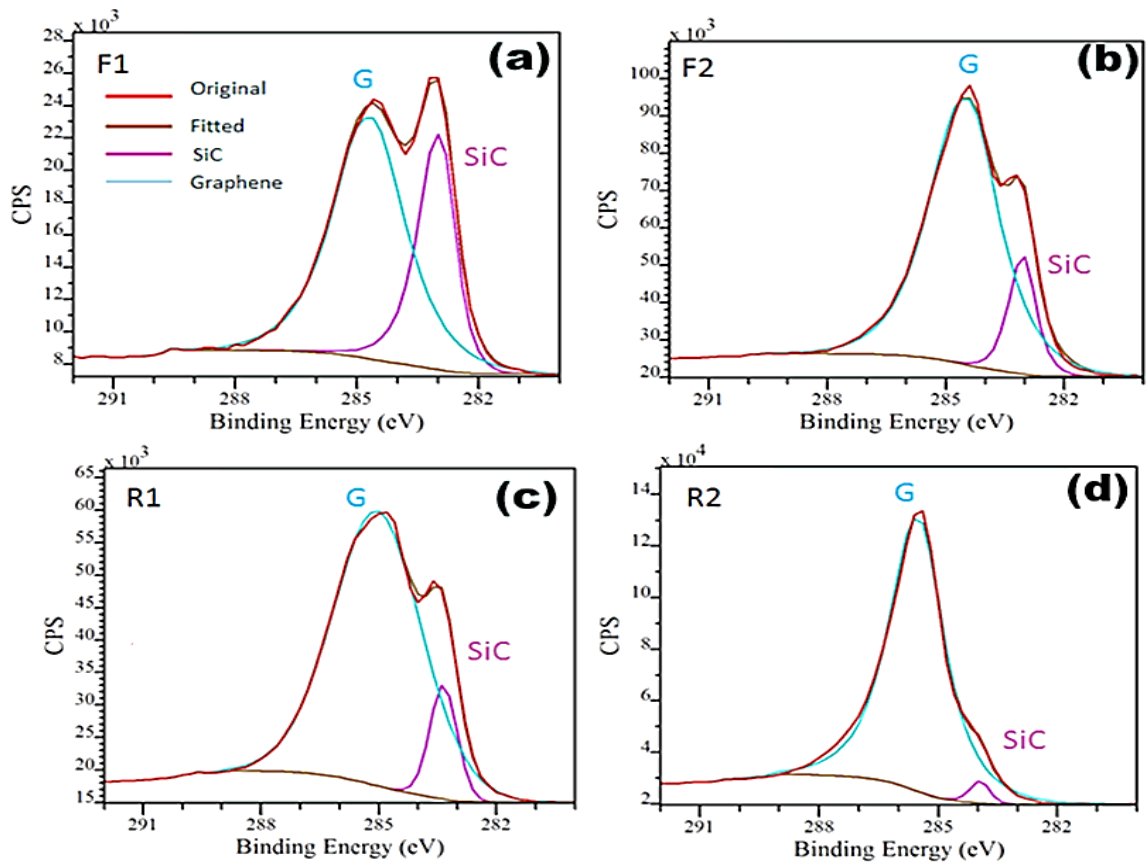 x 10³
28
26
24
22
20
18
16
14
12
10
8
CPS
F1
(a)
G
Original
Fitted
SiC
Graphene
SiC
291
288
285
282
Binding Energy (eV)
x 10³
100
90
80
70
60
50
40
30
20
CPS
F2
(b)
G
SiC
291
288
285
282
Binding Energy (eV)
x 10³
65
60
55
50
45
40
35
30
25
20
15
CPS
R1
(c)
G
SiC
291
288
285
282
Binding Energy (eV)
x 10⁴
14
12
10
8
6
4
2
CPS
R2
(d)
G
SiC
291
288
285
282
Binding Energy (eV)